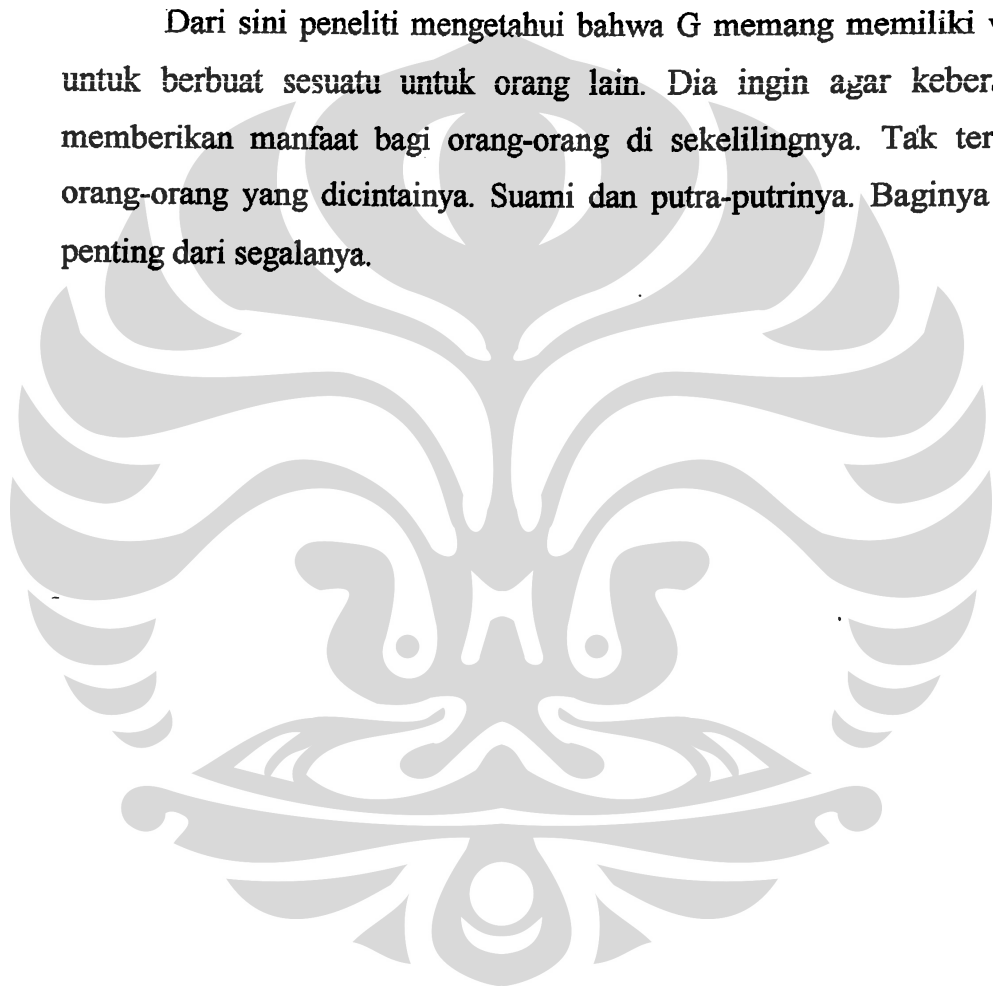 Dari sini peneliti mengetahui bahwa G memang memiliki
untuk berbuat sesuatu untuk orang lain. Dia ingin agar
memberikan manfaat bagi orang-orang di sekelilingnya. Tak
orang-orang yang dicintainya. Suami dan putra-putrinya. Baginya
penting dari segalanya.